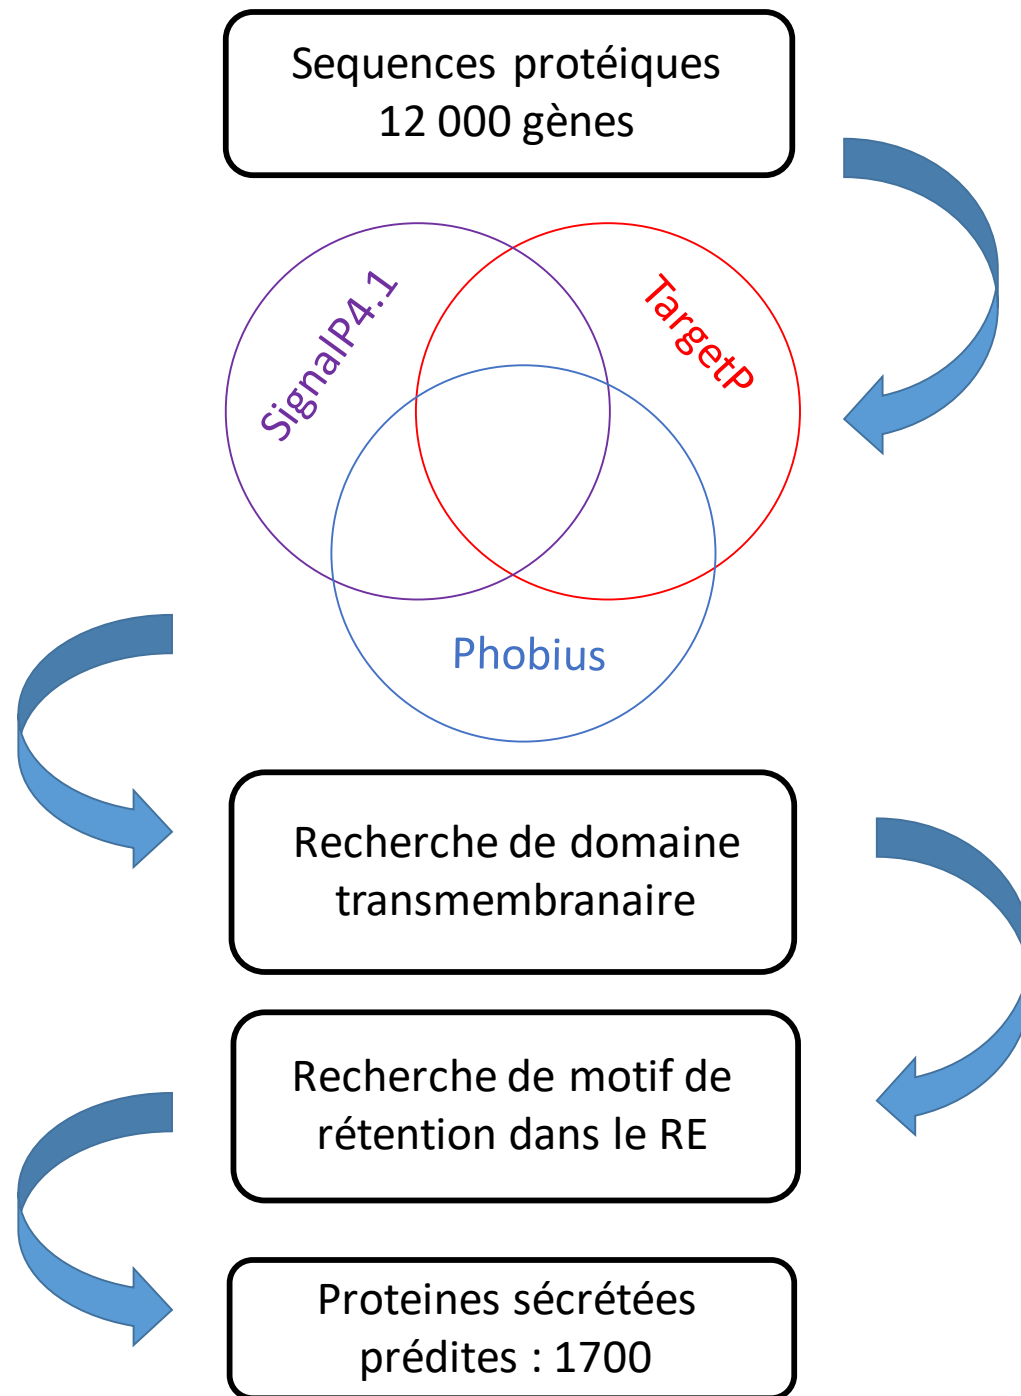 Sequences protéiques
12 000 gènes
SignalP4.1
TargetP
Phobius
Recherche de domaine
transmembranaire
Recherche de motif de
rétention dans le RE
Proteines sécrétées
prédites : 1700